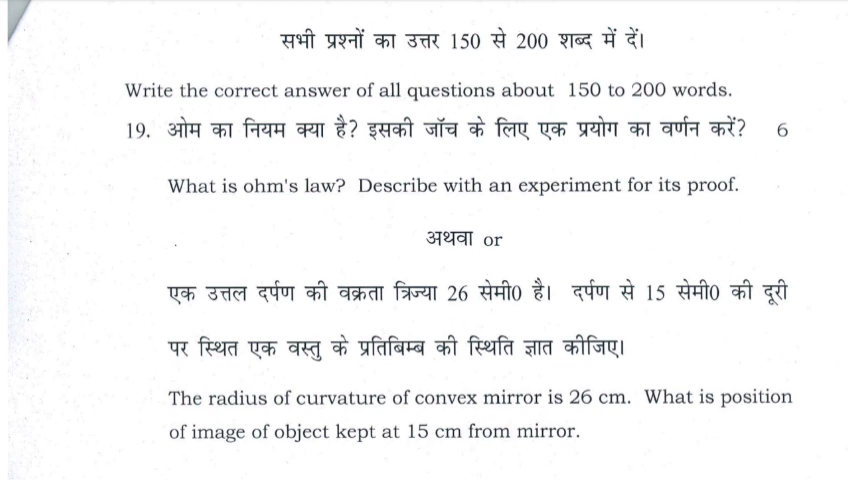 सभी प्रश्नों का उत्तर 150 से 200 शब्द में दें।
Write the correct answer of all questions about 150 to 200 words.
19. ओम का नियम क्या है? इसकी जॉच के लिए एक प्रयोग का वर्णन करें? 6
What is ohm's law? Describe with an experiment for its proof.
अथवा or
एक उत्तल दर्पण की वक्रता त्रिज्या 26 सेमी0 है। दर्पण से 15 सेमी0 की दूरी
पर स्थित एक वस्तु के प्रतिबिम्ब की स्थिति ज्ञात कीजिए।
The radius of curvature of convex mirror is 26 cm. What is position
of image of object kept at 15 cm from mirror.